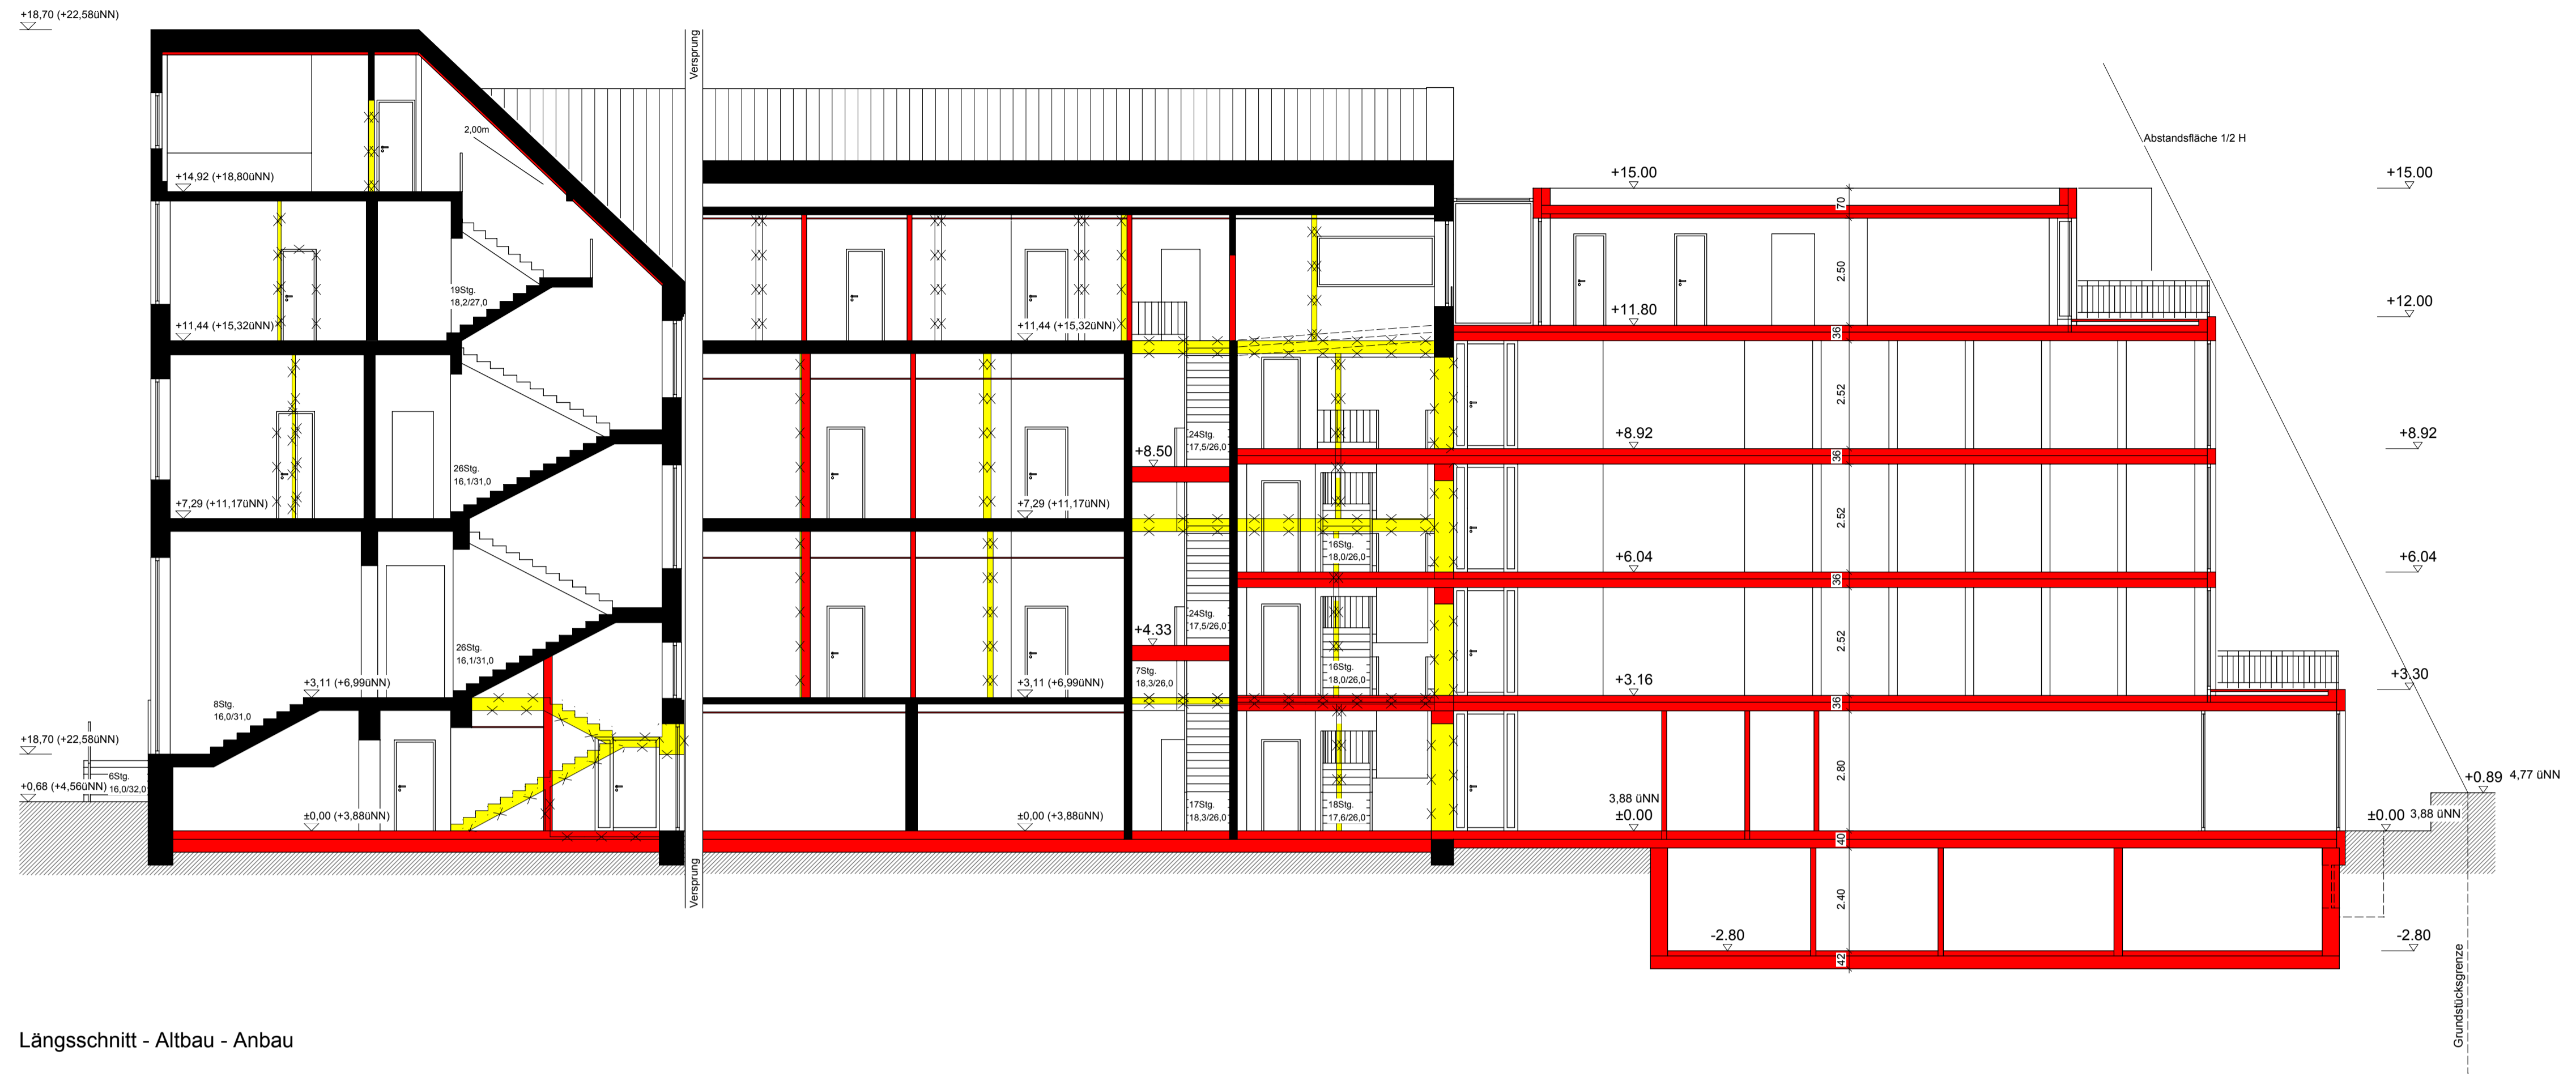 +18,70 (+22,58üNN)
Versprung
2,00m
Abstandsfläche 1/2 H
+14,92 (+18,80üNN)
+15.00
+15.00
70
19Stg.
18,2/27,0
2.50
+11,44 (+15,32üNN)
+11,44 (+15,32üNN)
+11.80
+12.00
36
2.52
26Stg.
16,1/31,0
+8.50
24Stg.
17,5/26,0
+8.92
+8.92
36
+7,29 (+11,17üNN)
+7,29 (+11,17üNN)
2.52
16Stg.
18,0/26,0
+6.04
+6.04
36
26Stg.
16,1/31,0
+4.33
24Stg.
17,5/26,0
2.52
7Stg.
18,3/26,0
16Stg.
18,0/26,0
+3,11 (+6,99üNN)
+3,11 (+6,99üNN)
+3.16
+3.30
36
8Stg.
16,0/31,0
+18,70 (+22,58üNN)
2.80
6Stg.
16,0/32,0
+0,68 (+4,56üNN)
+0.89 4,77 üNN
17Stg.
18,3/26,0
18Stg.
17,6/26,0
3,88 üNN
±0.00
±0,00 (+3,88üNN)
±0,00 (+3,88üNN)
±0.00 3,88 üNN
40
Versprung
2.40
-2.80
-2.80
42
Grundstücksgrenze
Längsschnitt - Altbau - Anbau